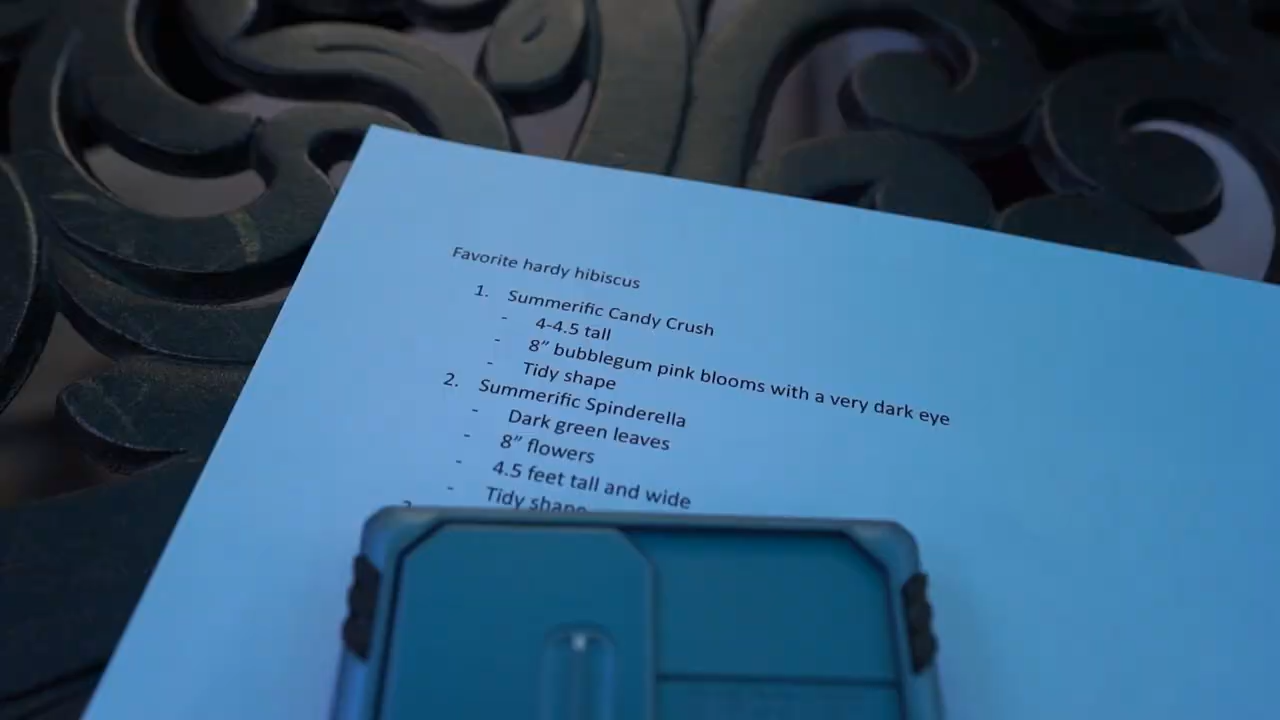 Favorite hardy hibiscus
1. Summerific Candy Crush
- 4-4.5 tall
- 8” bubblegum pink blooms with a very dark eye
- Tidy shape
2. Summerific Spinderella
- Dark green leaves
- 8” flowers
- 4.5 feet tall and wide
- Tidy shape